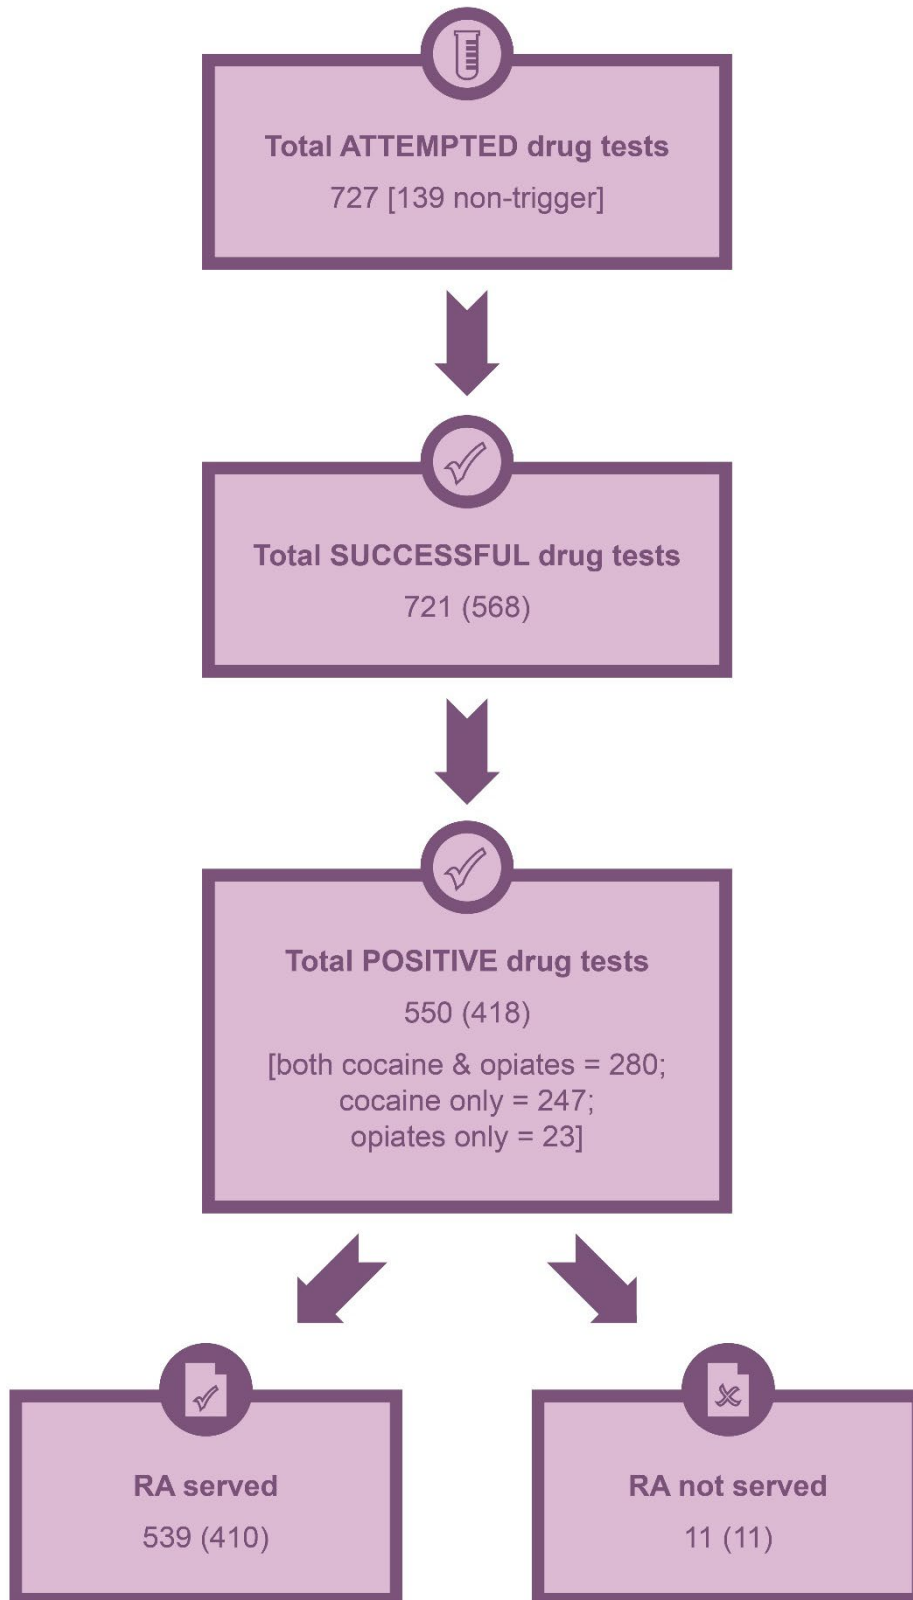 Total ATTEMPTED drug tests
727 [139 non-trigger]
Total SUCCESSFUL drug tests
721 (568)
Total POSITIVE drug tests
550 (418)
[both cocaine & opiates = 280;
cocaine only = 247;
opiates only = 23]
RA served
539 (410)
RA not served
11 (11)